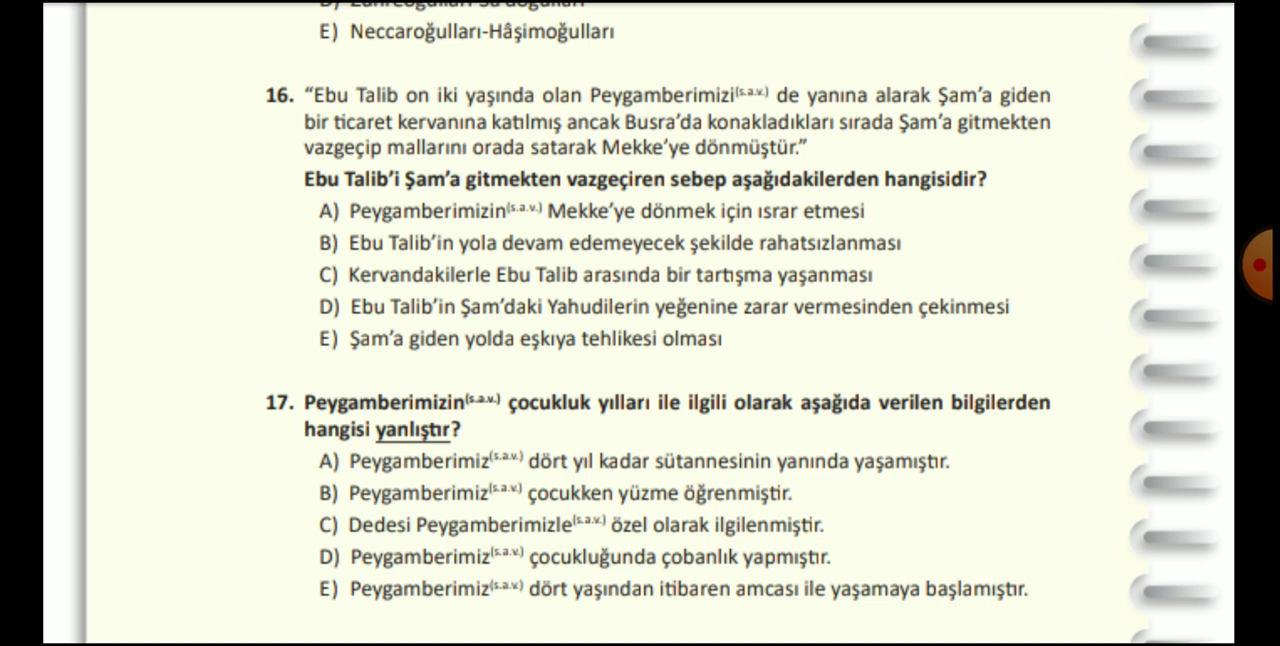 E) Neccaroğulları-Hâşimoğulları
16. “Ebu Talib on iki yaşında olan Peygamberimizi(s.a.v.) de yanına alarak Şam’a giden
bir ticaret kervanına katılmış ancak Busra’da konakladıkları sırada Şam’a gitmekten
vazgeçip mallarını orada satarak Mekke’ye dönmüştür.”
Ebu Talib’i Şam’a gitmekten vazgeçiren sebep aşağıdakilerden hangisidir?
A) Peygamberimizin(s.a.v.) Mekke’ye dönmek için ısrar etmesi
B) Ebu Talib’in yola devam edemeyecek şekilde rahatsızlanması
C) Kervandakilerle Ebu Talib arasında bir tartışma yaşanması
D) Ebu Talib’in Şam’daki Yahudilerin yeğenine zarar vermesinden çekinmesi
E) Şam’a giden yolda eşkıya tehlikesi olması
17. Peygamberimizin(s.a.v.) çocukluk yılları ile ilgili olarak aşağıda verilen bilgilerden
hangisi yanlıştır?
A) Peygamberimiz(s.a.v.) dört yıl kadar sütannesinin yanında yaşamıştır.
B) Peygamberimiz(s.a.v.) çocukken yüzme öğrenmiştir.
C) Dedesi Peygamberimizle(s.a.v.) özel olarak ilgilenmiştir.
D) Peygamberimiz(s.a.v.) çocukluğunda çobanlık yapmıştır.
E) Peygamberimiz(s.a.v.) dört yaşından itibaren amcası ile yaşamaya başlamıştır.